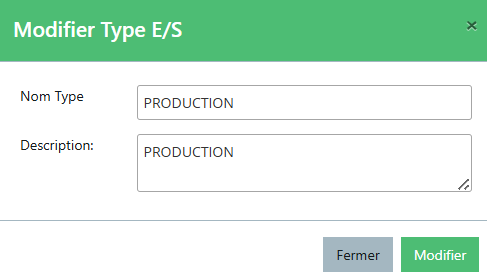 Modifier Type E/S
×
Nom Type
PRODUCTION
Description:
PRODUCTION
Fermer
Modifier